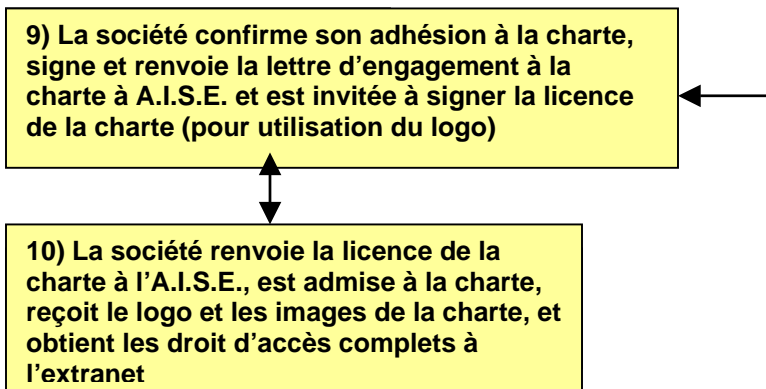 9) La société confirme son adhésion à la charte,
signe et renvoie la lettre d’engagement à la
charte à A.I.S.E. et est invitée à signer la licence
de la charte (pour utilisation du logo)
10) La société renvoie la licence de la
charte à l’A.I.S.E., est admise à la charte,
reçoit le logo et les images de la charte, et
obtient les droit d’accès complets à
l’extranet